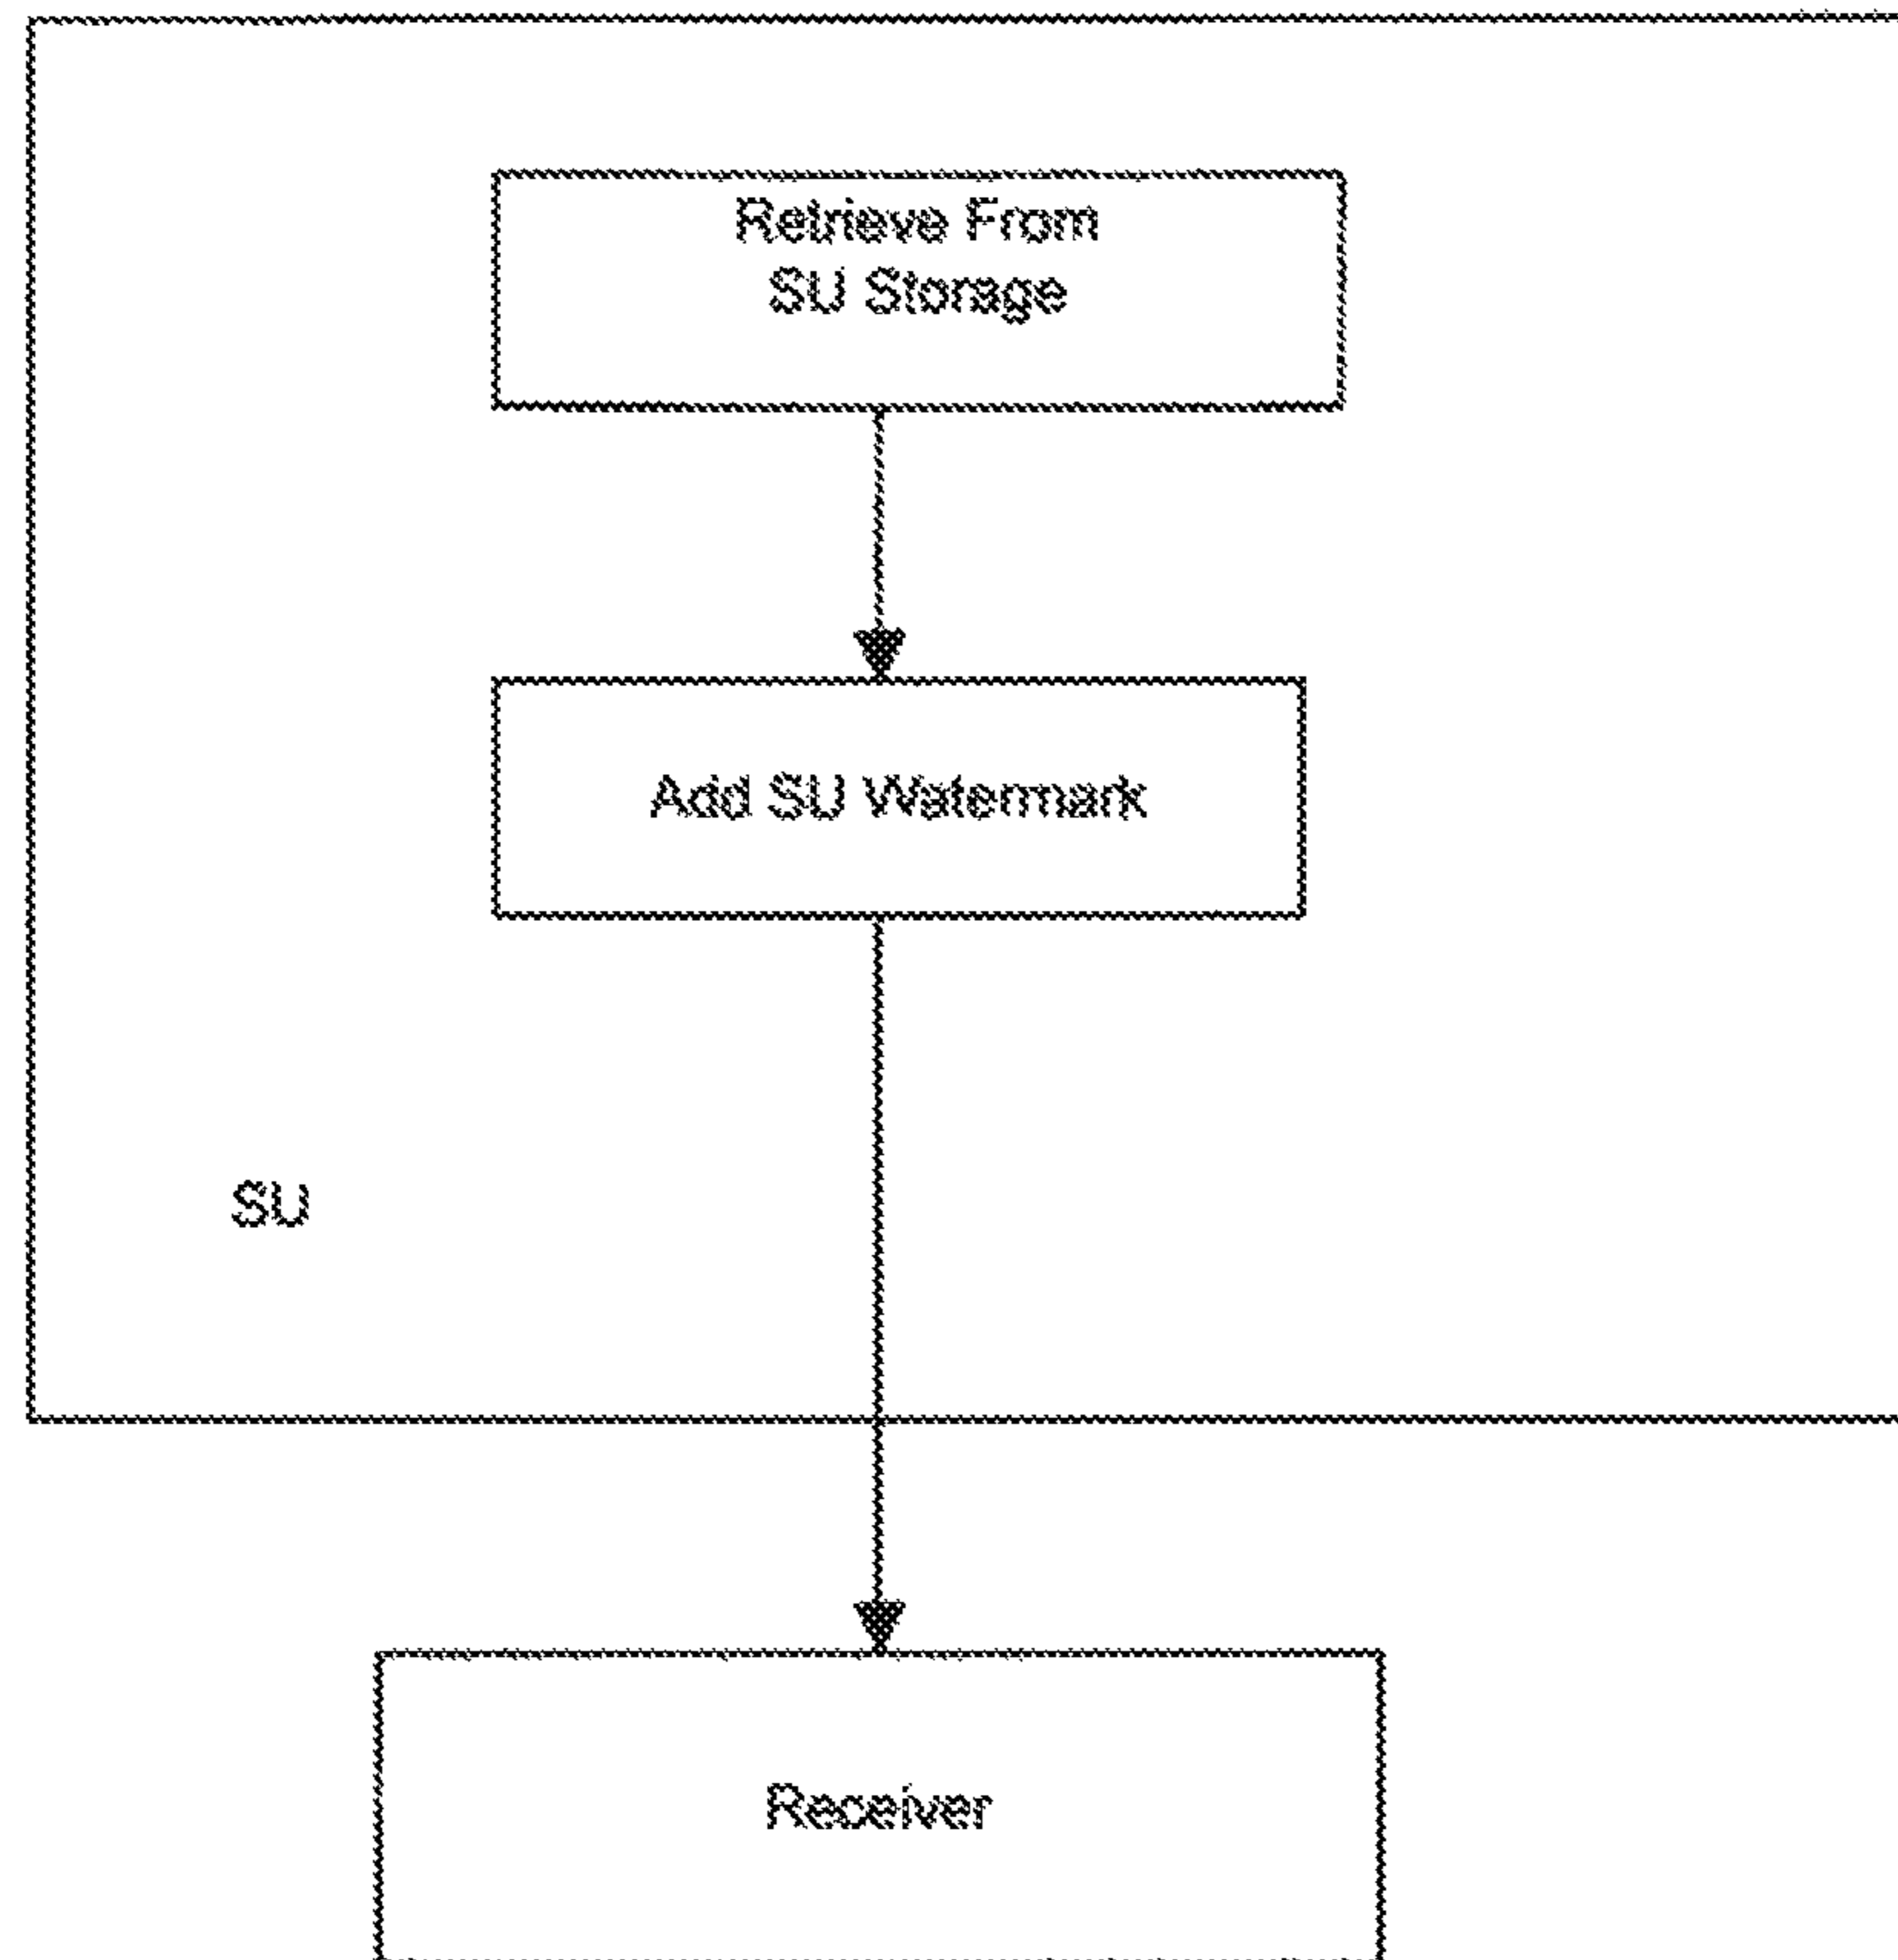 Retrieve From
SU Storage
Add SU Watermark
SU
Receiver